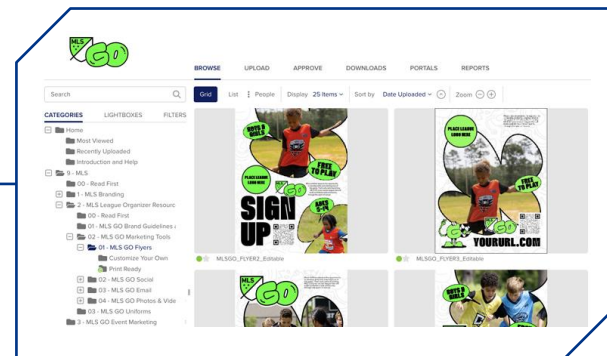 MLS
GO
BROWSE UPLOAD APPROVE DOWNLOADS PORTALS REPORTS
Search
Grid List People Display 25 Items Sort by Date Uploaded Zoom
CATEGORIES LIGHTBOXES FILTERS
Home
Most Viewed
Recently Uploaded
Introduction and Help
9 - MLS
00 - Read First
1 - MLS Branding
2 - MLS League Organizer Resourc
00 - Read First
01 - MLS GO Brand Guidelines
02 - MLS GO Marketing Tools
01 - MLS GO Flyers
Customize Your Own
Print Ready
02 - MLS GO Social
03 - MLS GO Email
04 - MLS GO Photos & Vide
03 - MLS GO Uniforms
3 - MLS GO Event Marketing
BOYS &
GIRLS
PLACE LEAGUE
LOGO HERE
FREE
TO PLAY
GO
SIGN
UP
AGES
5-14
MLSGO_FLYER2_Editable
PLACE LEAGUE
LOGO HERE
FREE
TO PLAY
GO
YOURURL.COM
MLSGO_FLYER3_Editable
MLS
GO
BOYS &
GIRLS